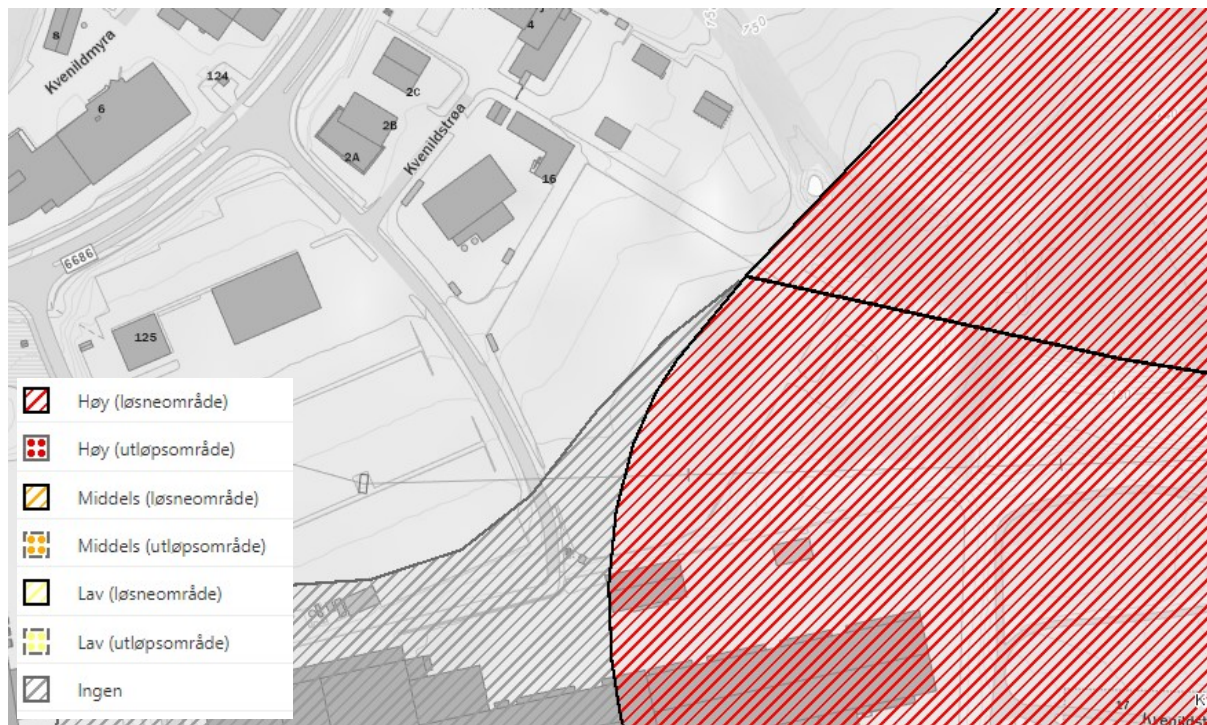 8
Kvenildmyra
6
124
4
2C
2B
2A
Kvenildstrøa
16
6686
125
150
Høy (løsneområde)
Høy (utløpsområde)
Middels (løsneområde)
Middels (utløpsområde)
Lav (løsneområde)
Lav (utløpsområde)
Ingen
17